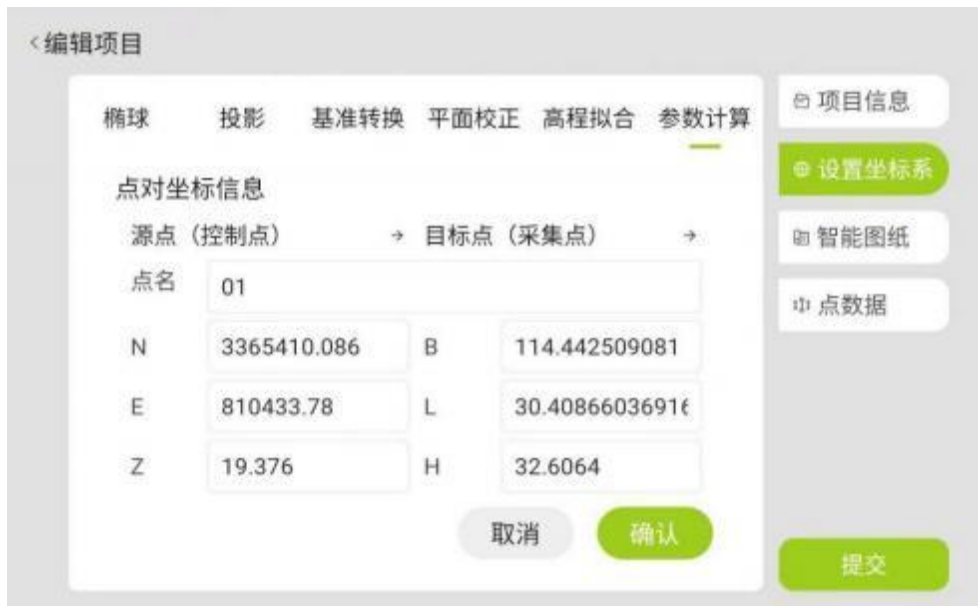 <编辑项目
椭球 投影 基准转换 平面校正 高程拟合 参数计算
点对坐标信息
源点（控制点） → 目标点（采集点） →
点名 01
N 3365410.086 B 114.442509081
E 810433.78 L 30.40866036916
Z 19.376 H 32.6064
取消 确认
项目信息
设置坐标系
智能图纸
点数据
提交